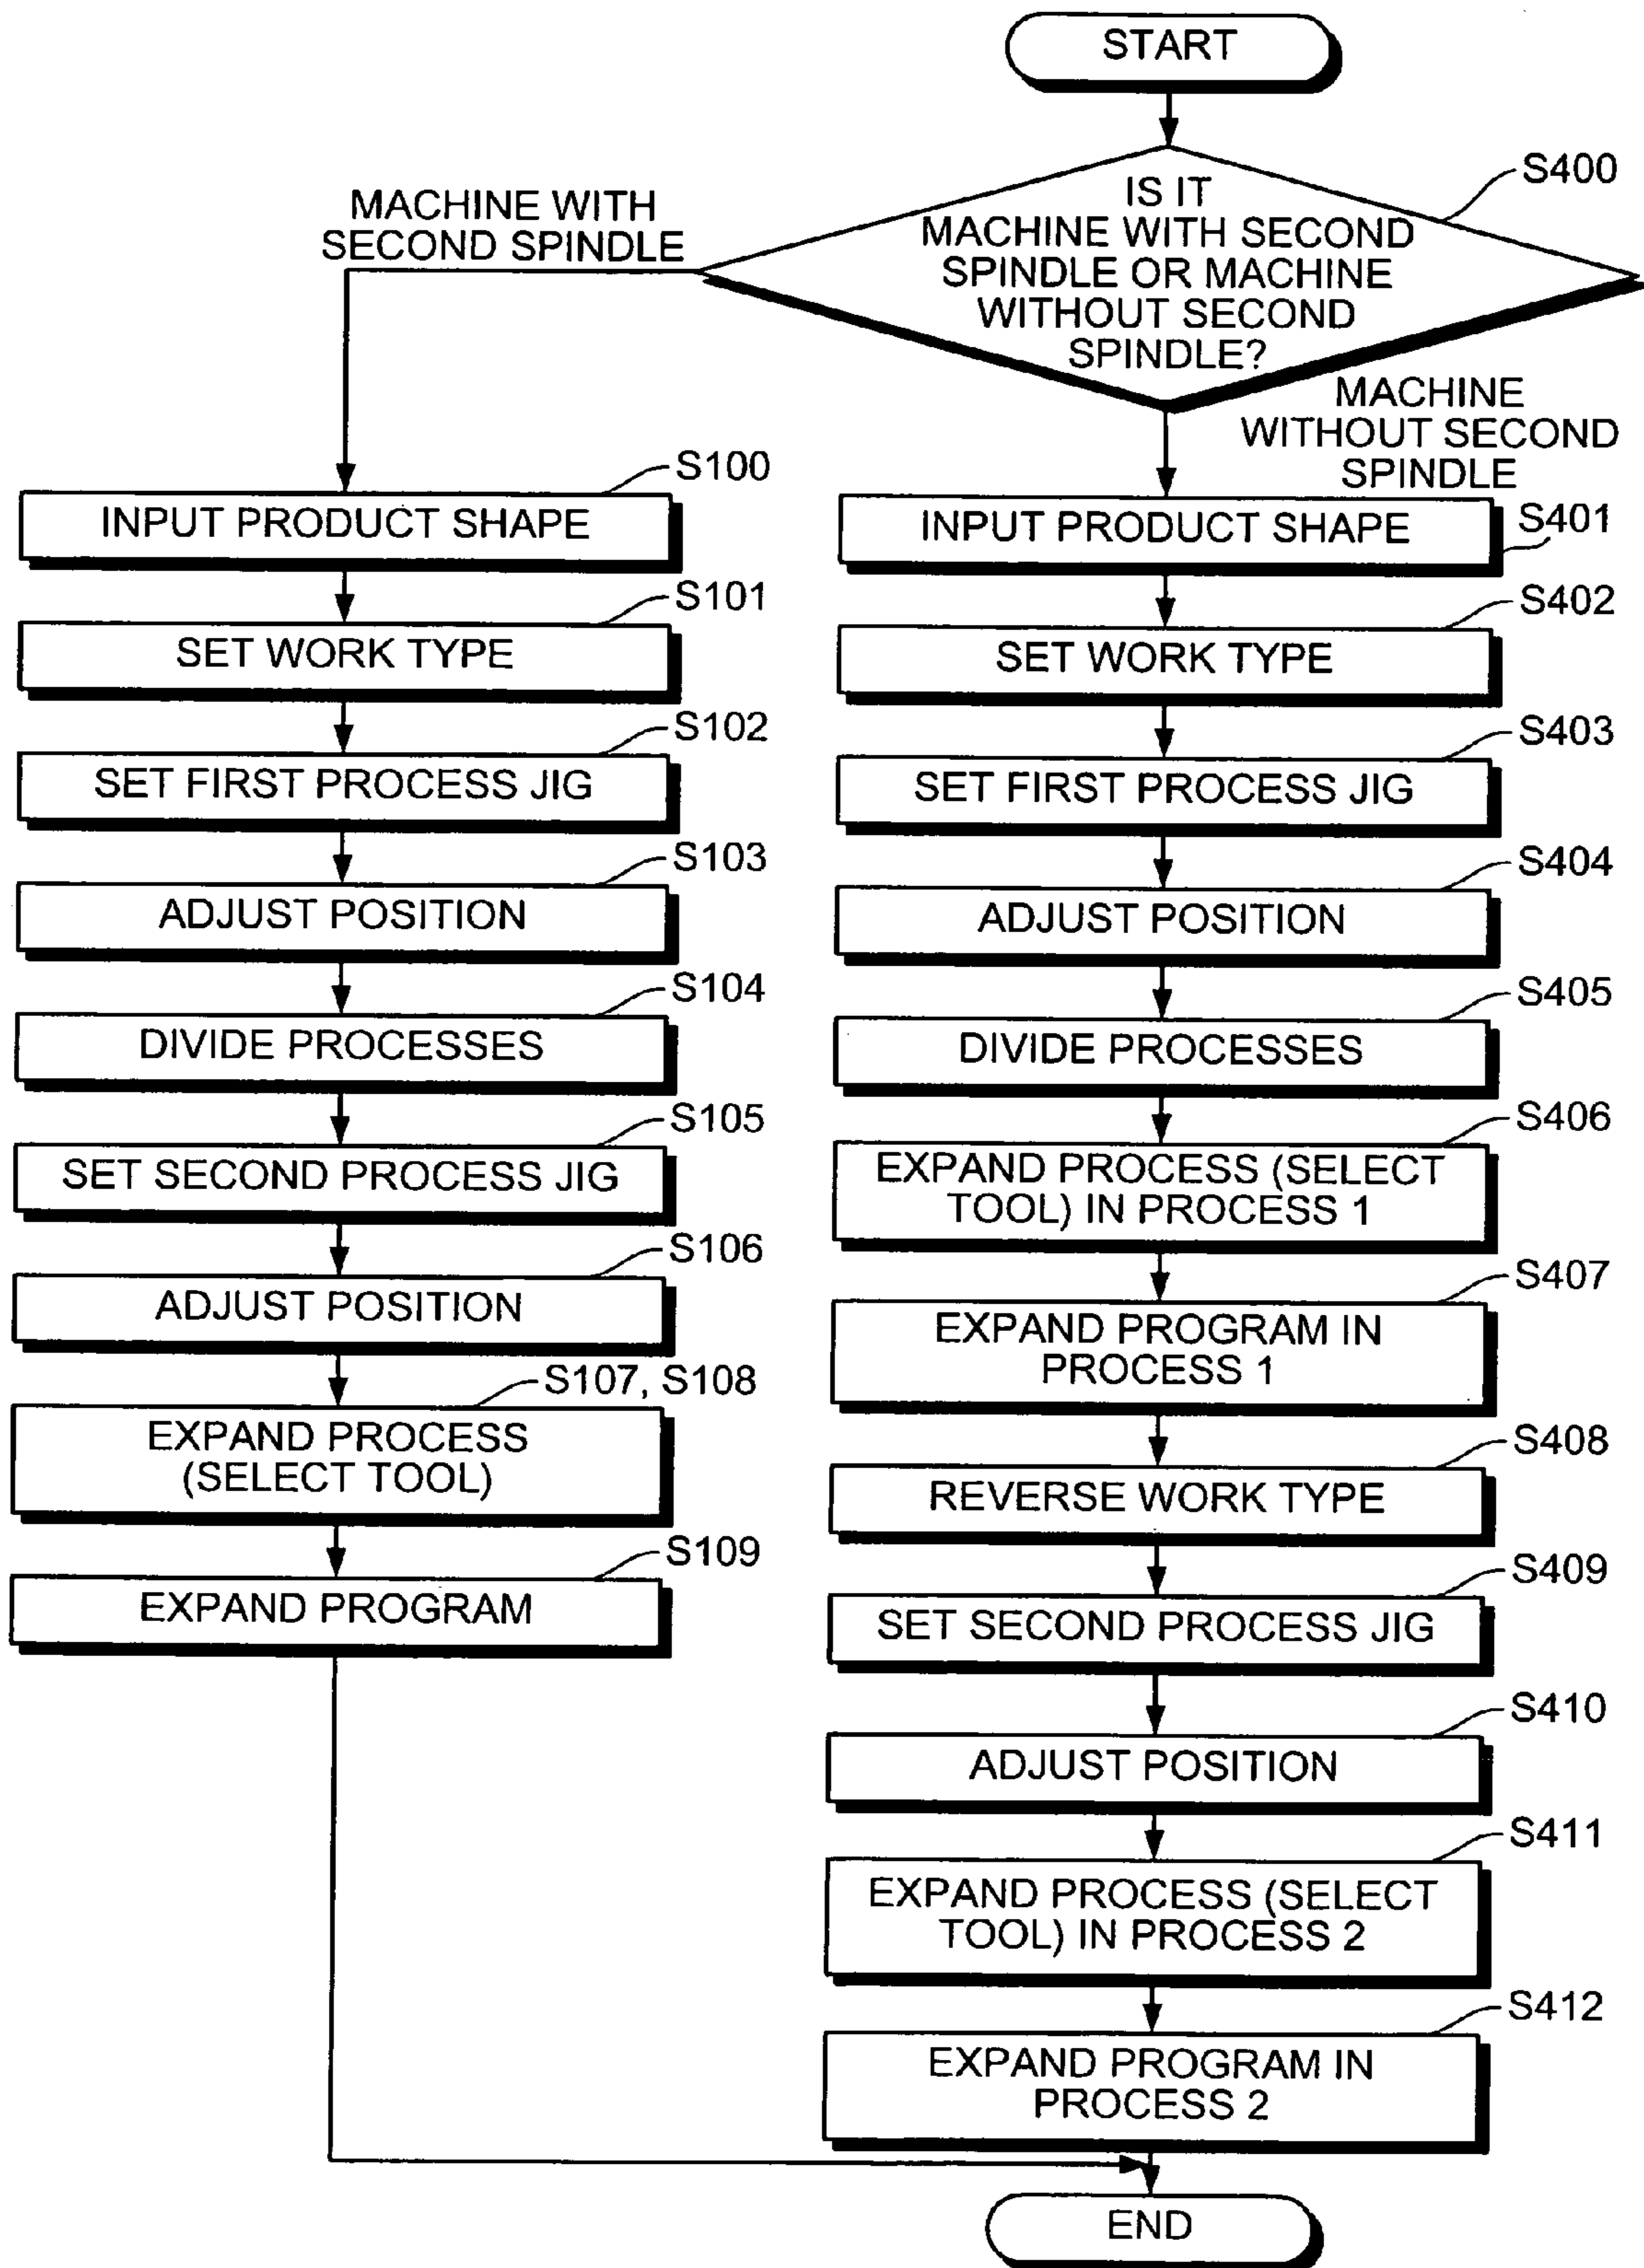 START
S400
IS IT
MACHINE WITH SECOND
SPINDLE OR MACHINE
WITHOUT SECOND
SPINDLE?
MACHINE WITH
SECOND SPINDLE
MACHINE
WITHOUT SECOND
SPINDLE
S100
INPUT PRODUCT SHAPE
S101
SET WORK TYPE
S102
SET FIRST PROCESS JIG
S103
ADJUST POSITION
S104
DIVIDE PROCESSES
S105
SET SECOND PROCESS JIG
S106
ADJUST POSITION
S107, S108
EXPAND PROCESS
(SELECT TOOL)
S109
EXPAND PROGRAM
S401
INPUT PRODUCT SHAPE
S402
SET WORK TYPE
S403
SET FIRST PROCESS JIG
S404
ADJUST POSITION
S405
DIVIDE PROCESSES
S406
EXPAND PROCESS (SELECT
TOOL) IN PROCESS 1
S407
EXPAND PROGRAM IN
PROCESS 1
S408
REVERSE WORK TYPE
S409
SET SECOND PROCESS JIG
S410
ADJUST POSITION
S411
EXPAND PROCESS (SELECT
TOOL) IN PROCESS 2
S412
EXPAND PROGRAM IN
PROCESS 2
END